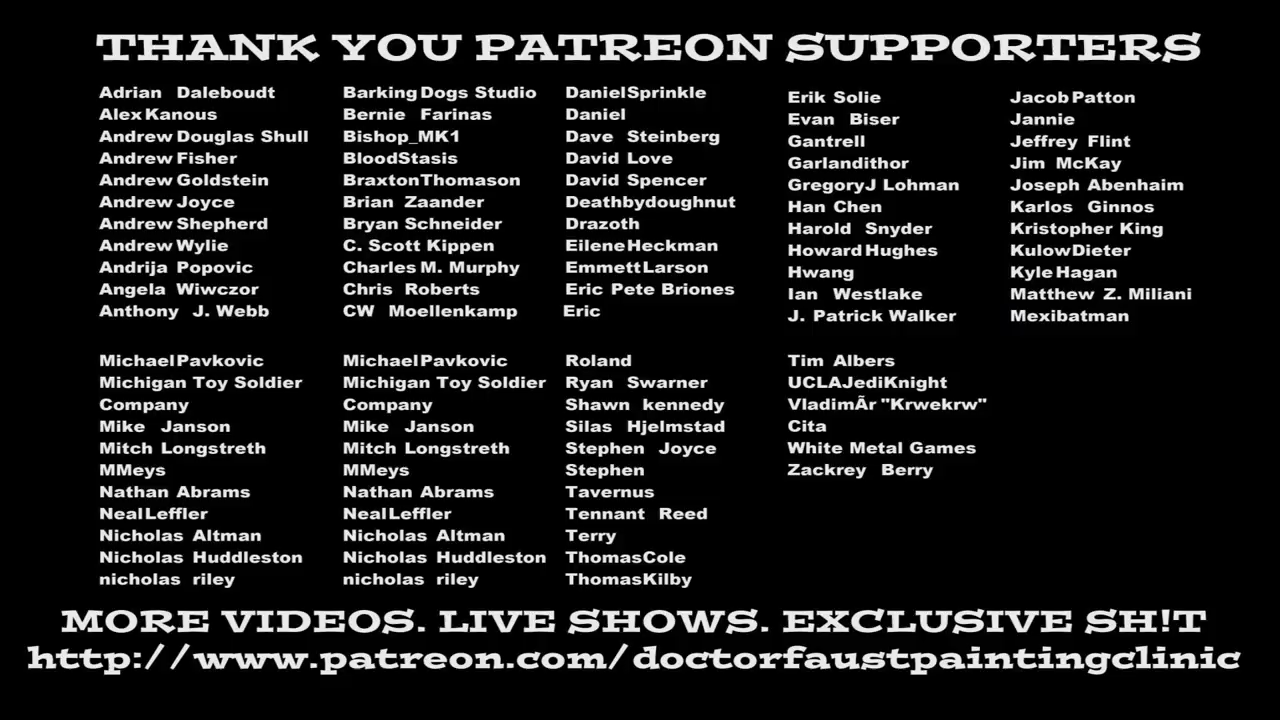 THANK YOU PATREON SUPPORTERS
Adrian Daleboudt
Alex Kanous
Andrew Douglas Shull
Andrew Fisher
Andrew Goldstein
Andrew Joyce
Andrew Shepherd
Andrew Wylie
Andrija Popovic
Angela Wiwczor
Anthony J. Webb
Barking Dogs Studio
Bernie Farinas
Bishop_MK1
BloodStasis
BraxtonThomason
Brian Zaander
Bryan Schneider
C. Scott Kippen
Charles M. Murphy
Chris Roberts
CW Moellenkamp
DanielSprinkle
Daniel
Dave Steinberg
David Love
David Spencer
Deathbydoughnut
Drazoth
EileneHeckman
EmmettLarson
Eric Pete Briones
Eric
Erik Solie
Evan Biser
Gantrell
Garlandithor
GregoryJ Lohman
Han Chen
Harold Snyder
Howard Hughes
Hwang
Ian Westlake
J. Patrick Walker
Jacob Patton
Jannie
Jeffrey Flint
Jim McKay
Joseph Abenhaim
Karlos Ginnos
Kristopher King
KulowDieter
Kyle Hagan
Matthew Z. Miliani
Mexibatman
MichaelPavkovic
Michigan Toy Soldier
Company
Mike Janson
Mitch Longstreth
MMeys
Nathan Abrams
NealLeffler
Nicholas Altman
Nicholas Huddleston
nicholas riley
MichaelPavkovic
Michigan Toy Soldier
Company
Mike Janson
Mitch Longstreth
MMeys
Nathan Abrams
NealLeffler
Nicholas Altman
Nicholas Huddleston
nicholas riley
Roland
Ryan Swarner
Shawn kennedy
Silas Hjelmstad
Stephen Joyce
Stephen
Tavernus
Tennant Reed
Terry
ThomasCole
ThomasKilby
Tim Albers
UCLAJediKnight
VladimÃr "Krwekrw"
Cita
White Metal Games
Zackrey Berry
MORE VIDEOS. LIVE SHOWS. EXCLUSIVE SH!T
http://www.patreon.com/doctorfaustpaintingclinic